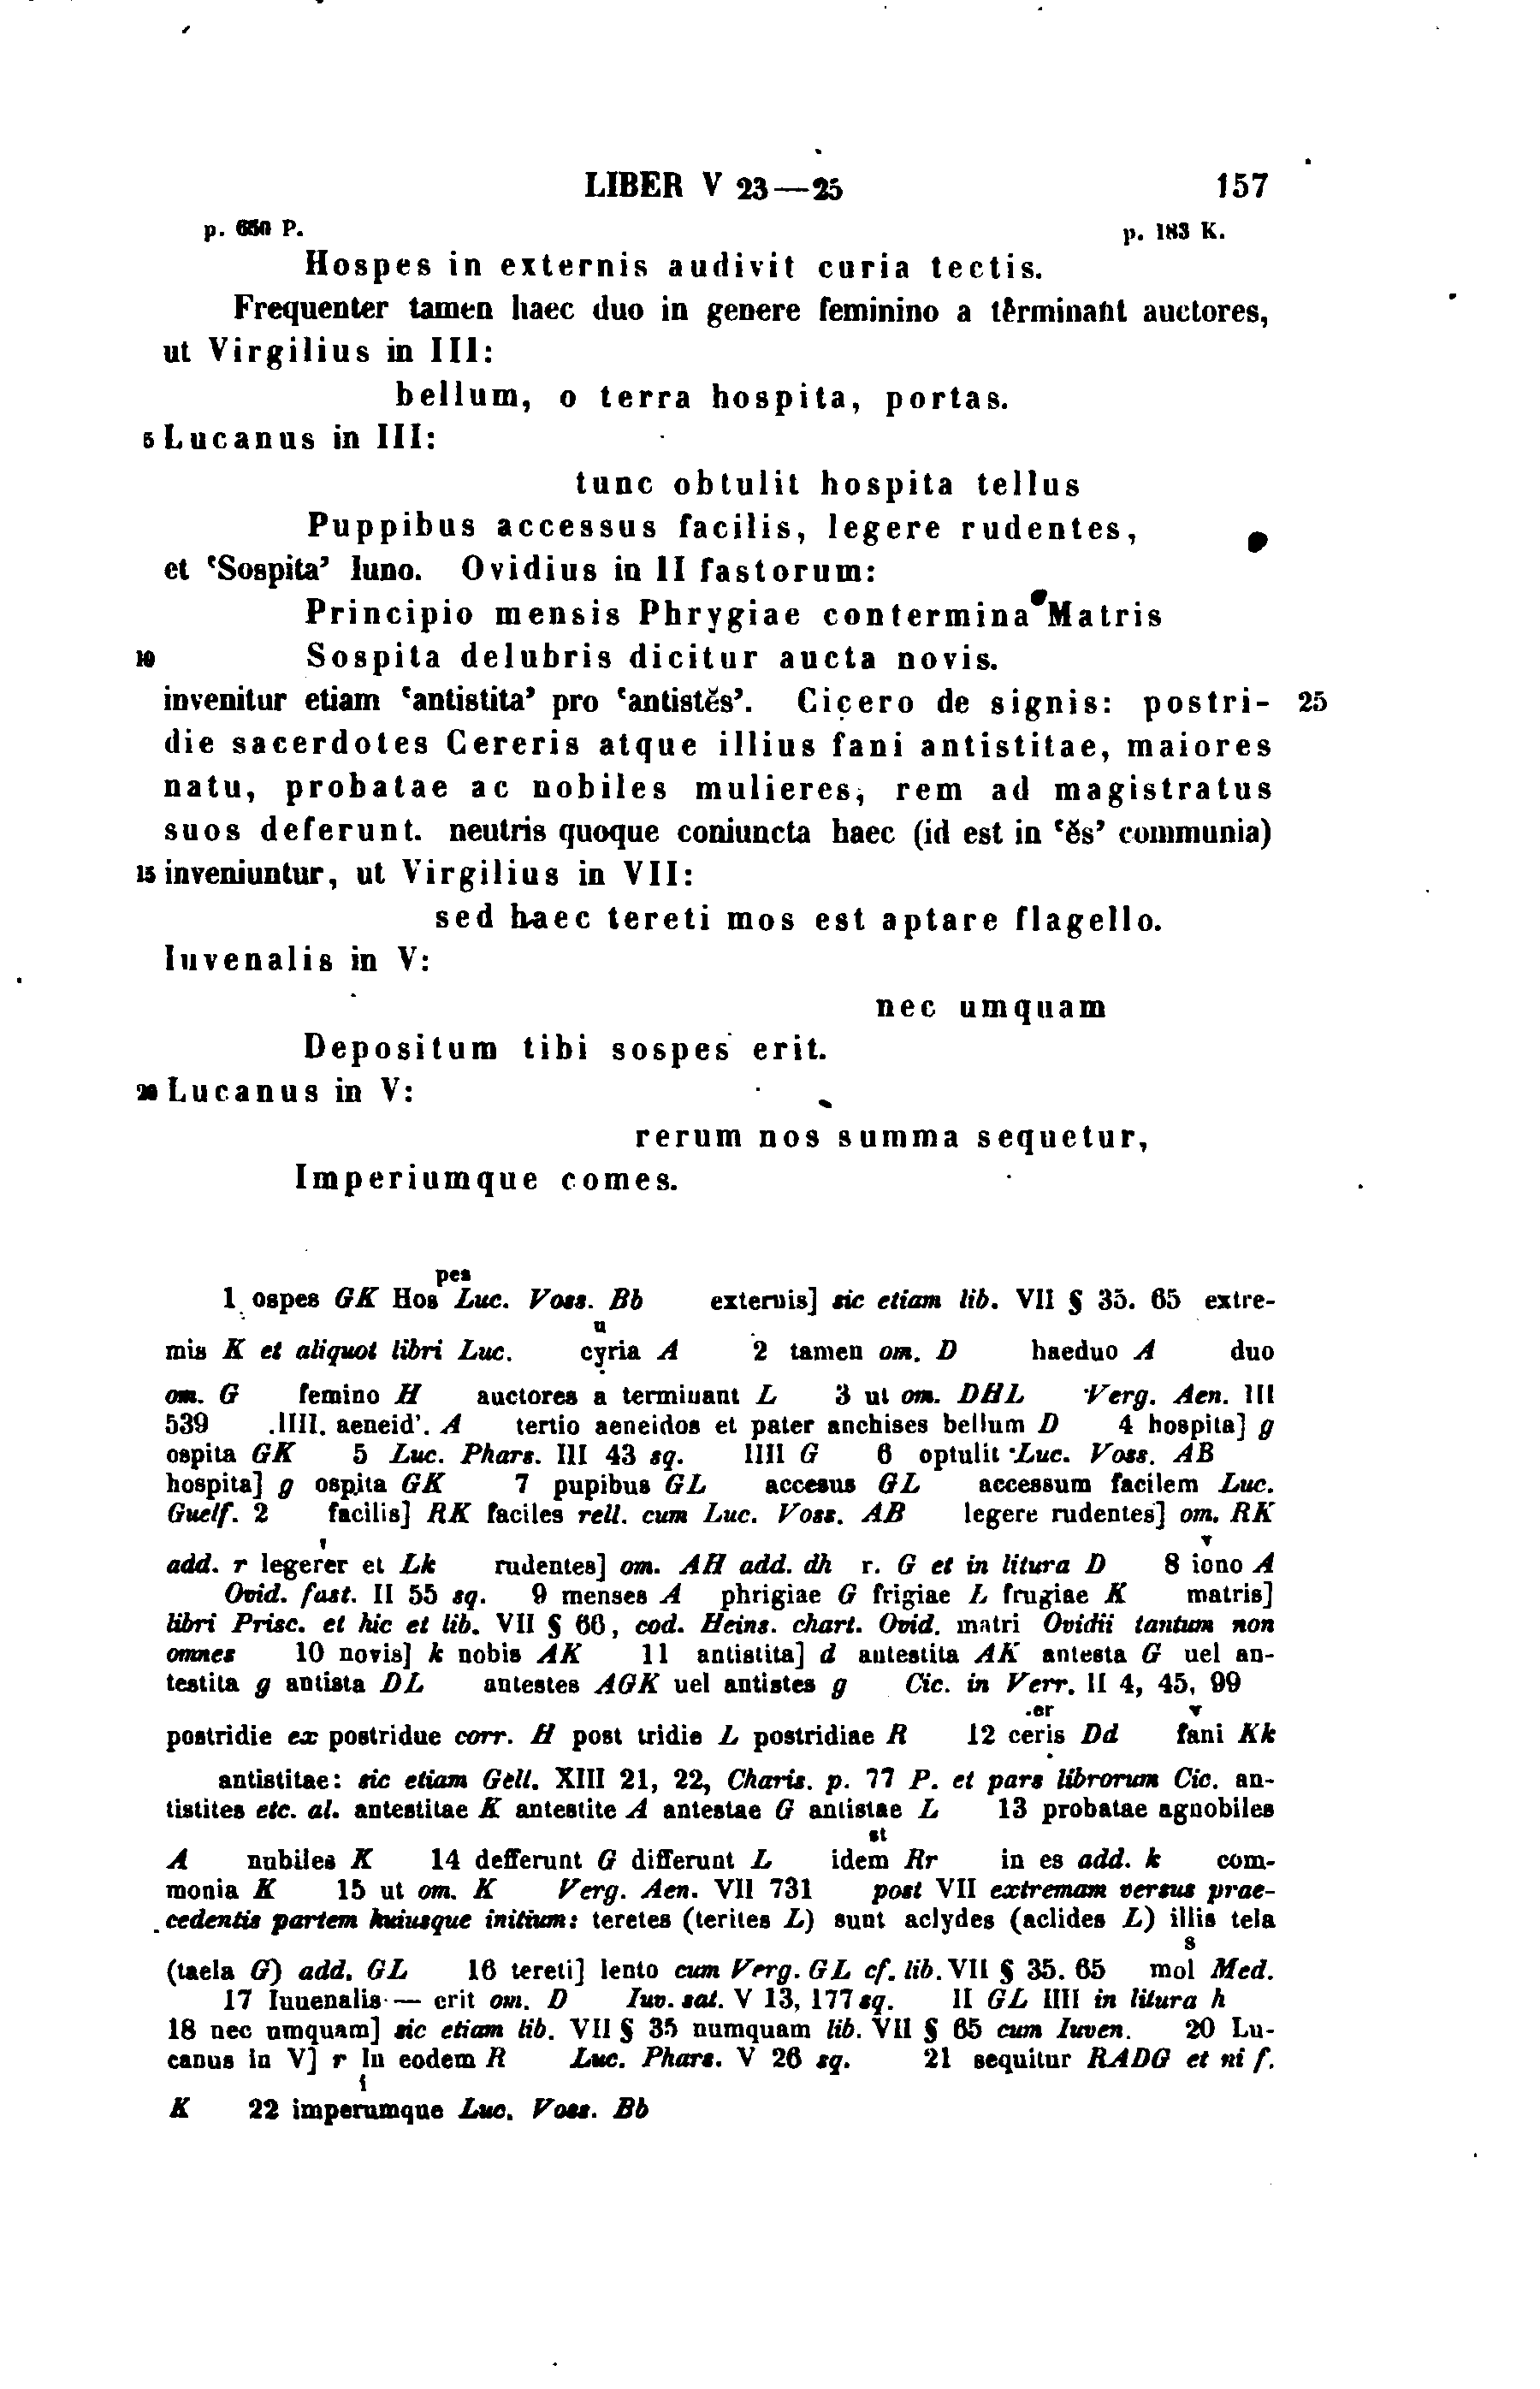 LIBER V 23—25 157
p. 650 P. p. 183 K.
Hospes in externis audivit curia tectis.
Frequenter tamen haec duo in genere feminino a terminant auctores,
ut Virgilius in III:
bellum, o terra hospita, portas.
5 Lucanus in III:
tunc obtulit hospita tellus
Puppibus accessus facilis, legere rudentes,
et ‘Sospita’ Iuno. Ovidius in II fastorum:
Principio mensis Phrygiae contermina Matris
10 Sospita delubris dicitur aucta novis.
invenitur etiam ‘antistita’ pro ‘antistĕs’. Cicero de signis: postri- 25
die sacerdotes Cereris atque illius fani antistitae, maiores
natu, probatae ac nobiles mulieres, rem ad magistratus
suos deferunt. neutris quoque coniuncta haec (id est in ‘ĕs’ communia)
15 inveniuntur, ut Virgilius in VII:
sed haec tereti mos est aptare flagello.
Iuvenalis in V:
nec umquam
Depositum tibi sospes erit.
20 Lucanus in V:
rerum nos summa sequetur,
Imperiumque comes.
pes
1 ospes GK Hos Luc. Voss. Bb externis] sic etiam lib. VII § 35. 65 extre-
u
mis K et aliquot libri Luc. cyria A 2 tamen om. D haeduo A duo
om. G femino H auctores a terminant L 3 ut om. DHL Verg. Aen. III
539 .IIII. aeneid'. A tertio aeneidos et pater anchises bellum D 4 hospita] g
ospita GK 5 Luc. Phars. III 43 sq. IIII G 6 optulit Luc. Voss. AB
hospita] g ospita GK 7 pupibus GL accesus GL accessum facilem Luc.
Guelf. 2 facilis] RK faciles rell. cum Luc. Voss. AB legere rudentes] om. RK
add. r legerer et Lk rudentes] om. AH add. dh r. G et in litura D 8 iono A
Ovid. fast. II 55 sq. 9 menses A phrigiae G frigiae L frugiae K matris]
libri Prisc. et hic et lib. VII § 66, cod. Heins. chart. Ovid. matri Ovidii tantum non
omnes 10 novis] k nobis AK 11 antistita] d antestita AK antesta G uel an-
testita g antista DL antestes AGK uel antistes g Cic. in Verr. II 4, 45, 99
.er v
postridie ex postridue corr. H post tridie L postridiae R 12 ceris Dd fani Kk
antistitae: sic etiam Gell. XIII 21, 22, Charis. p. 77 P. et pars librorum Cic. an-
tistites etc. al. antestitae K antestite A antestae G antistae L 13 probatae agnobiles
st
A nubiles K 14 defferunt G differunt L idem Rr in es add. k com-
monia K 15 ut om. K Verg. Aen. VII 731 post VII extremam versus prae-
cedentis partem huiusque initium: teretes (terites L) sunt aclydes (aclides L) illis tela
s
(taela G) add. GL 16 tereti] lento cum Verg. GL cf. lib. VII § 35. 65 mol Med.
17 Iuuenalis — erit om. D Iuv. sat. V 13, 177 sq. II GL IIII in litura h
18 nec umquam] sic etiam lib. VII § 35 numquam lib. VII § 65 cum Iuven. 20 Lu-
canus in V] r In eodem R Luc. Phars. V 26 sq. 21 sequitur RADG et ni f.
i
K 22 imperumque Luc. Voss. Bb